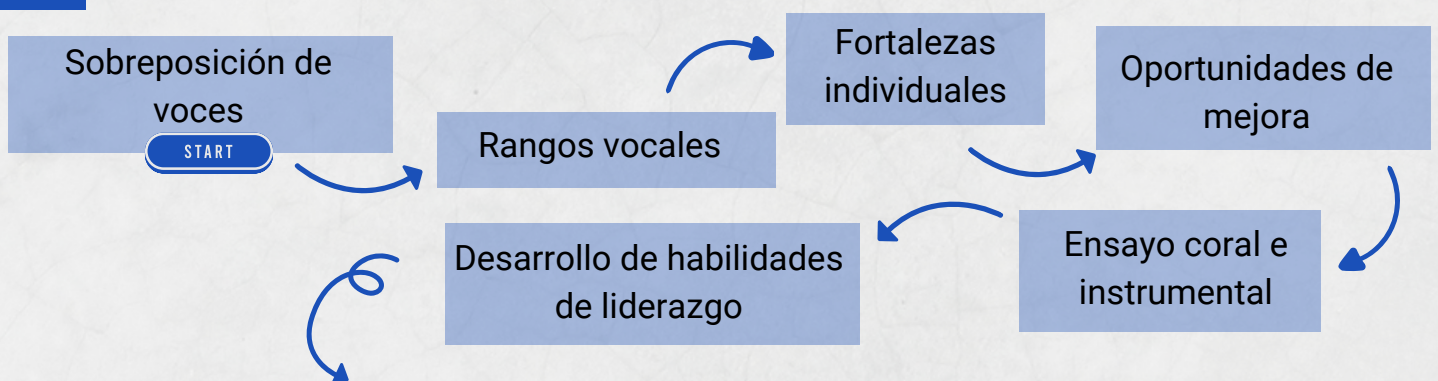 Sobreposición de
voces
START
Rangos vocales
Fortalezas
individuales
Oportunidades de
mejora
Ensayo coral e
instrumental
Desarrollo de habilidades
de liderazgo